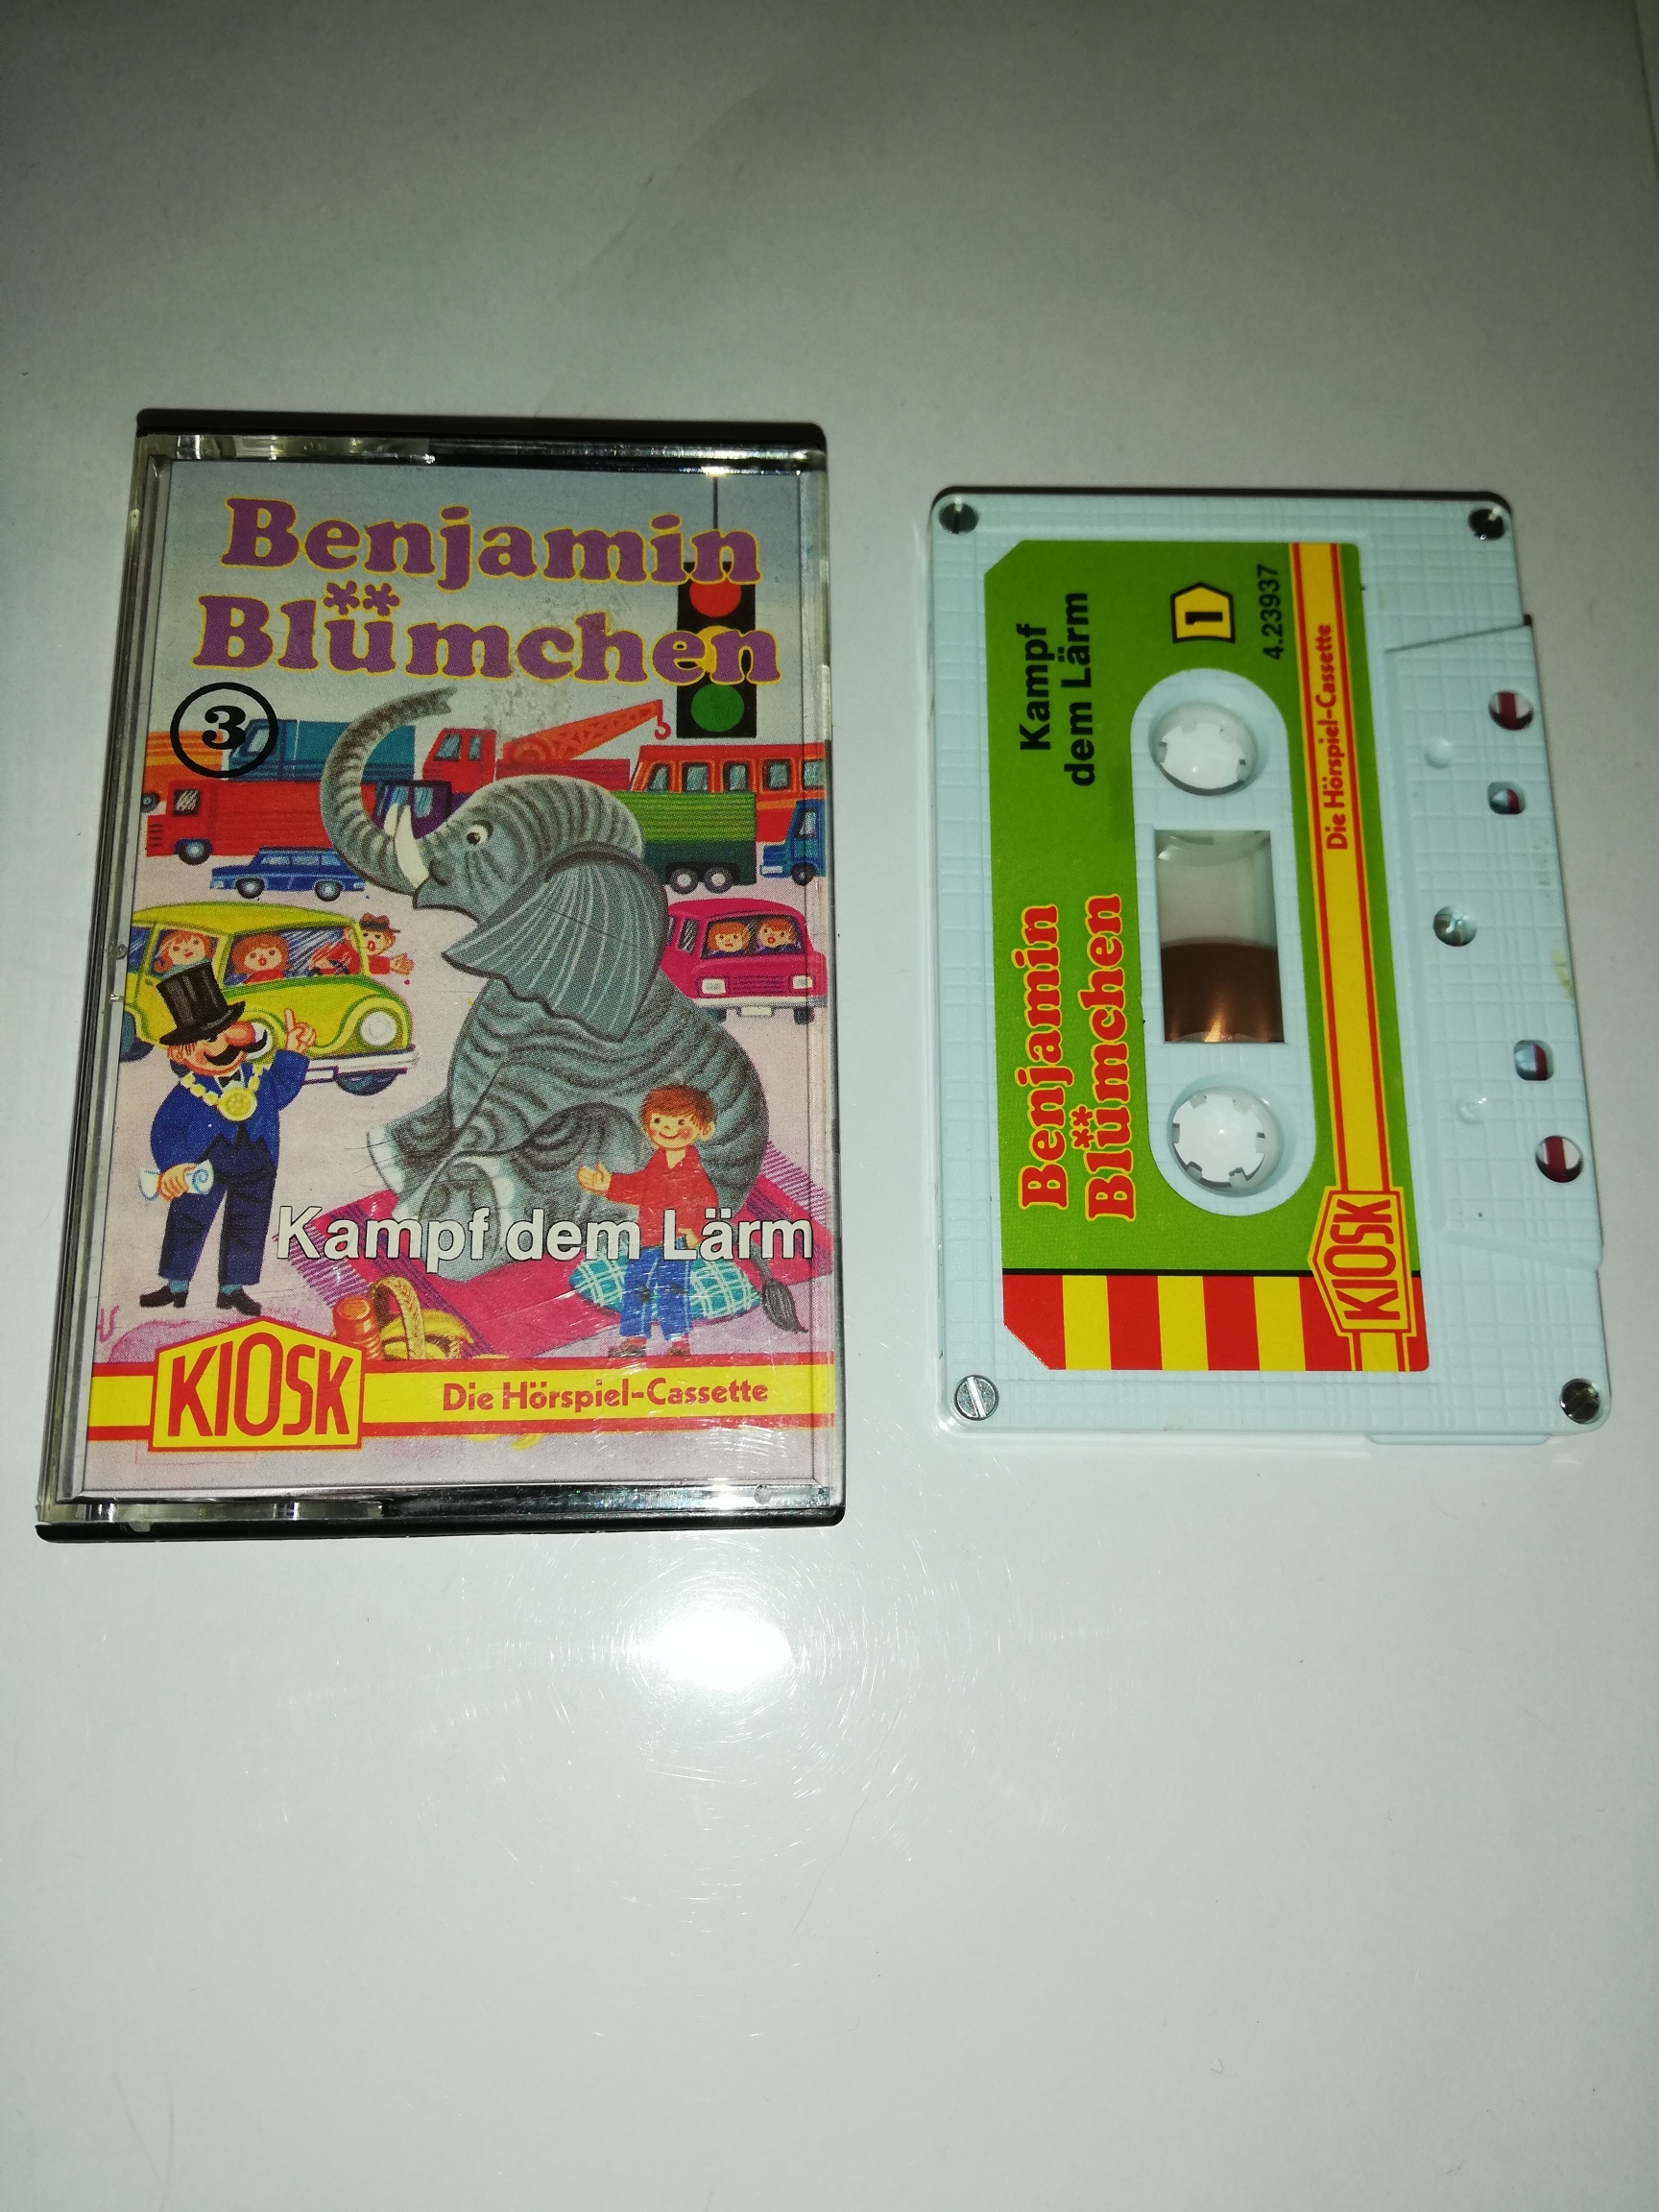 Benjamin
Blümchen
3
Kampf dem Lärm
KIOSK
Die Hörspiel-Cassette
Kampf
dem Lärm
1
4.23937
Benjamin
Blümchen
Die Hörspiel-Cassette
KIOSK